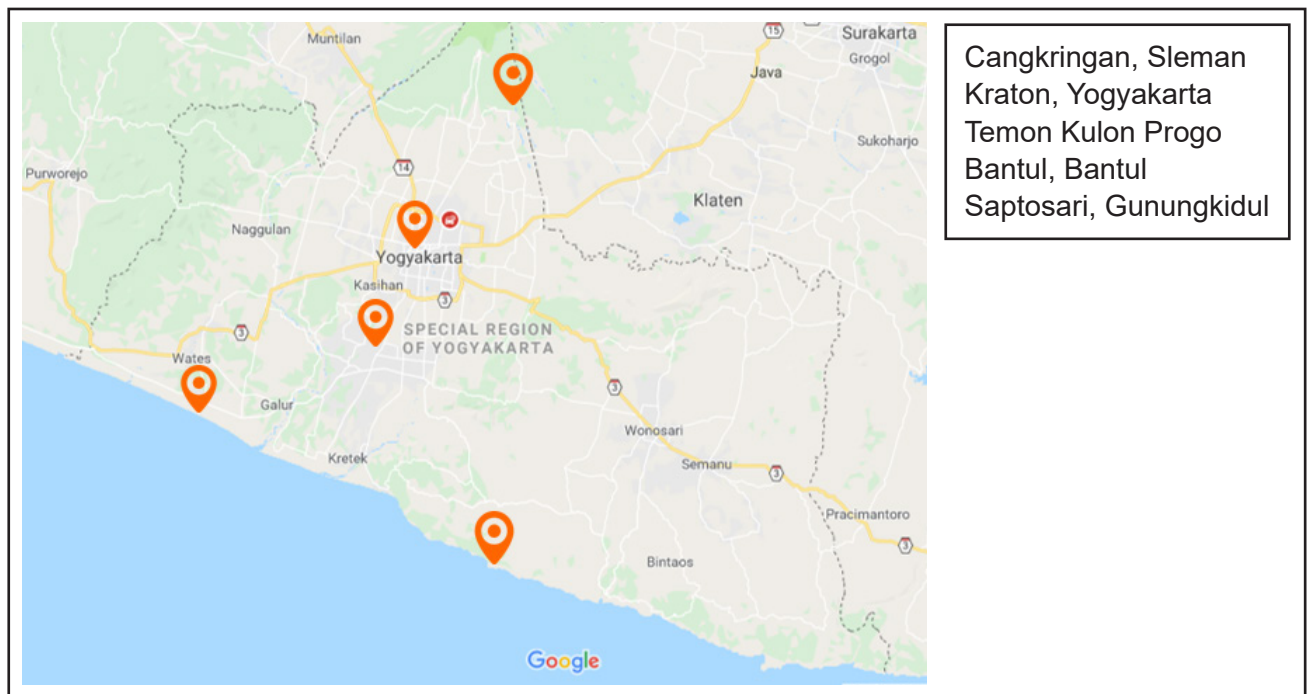 Muntilan
15
Surakarta
Grogol
Java
Sukoharjo
14
Purworejo
Klaten
Naggulan
Yogyakarta
Kasihan
3
SPECIAL REGION
OF YOGYAKARTA
3
Wates
3
Galur
Wonosari
Kretek
Semanu
3
Pracimantoro
3
Bintaos
Google
Cangkringan, Sleman
Kraton, Yogyakarta
Temon Kulon Progo
Bantul, Bantul
Saptosari, Gunungkidul